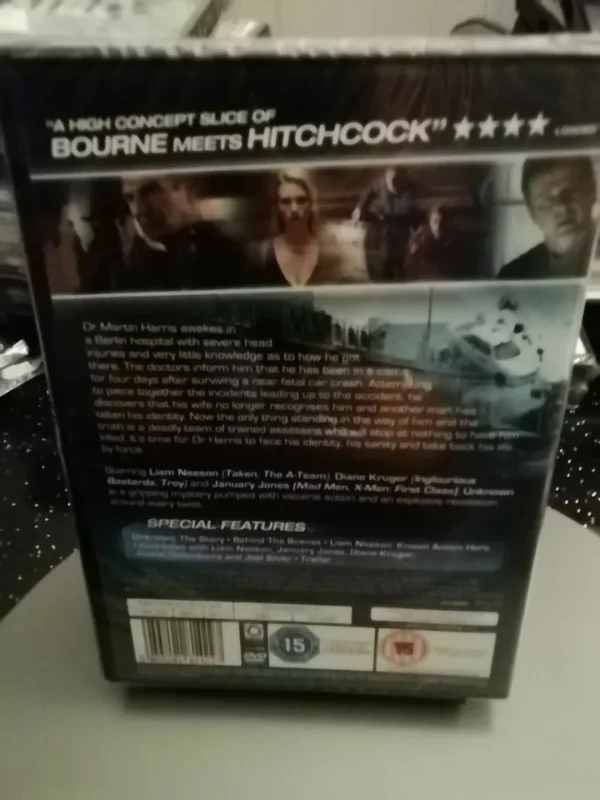 "A HIGH CONCEPT SLICE OF
BOURNE MEETS HITCHCOCK" ★★★★
Dr Martin Harris awakes in
a Berlin hospital with severe head
injuries and very little knowledge as to how he got
there. The doctors inform him that he has been in a coma
for four days after surviving a near fatal car crash. Attempting
to piece together the incidents leading up to the accident, he
discovers that his wife no longer recognises him and another man has
taken his identity. Now the only thing standing in the way of him and the
truth is a deadly team of trained assassins who will stop at nothing to have him
killed. It's time for Dr Harris to face his identity, his sanity and take back his life
by force.
Starring Liam Neeson (Taken, The A-Team), Diane Kruger (Inglourious
Basterds, Troy) and January Jones (Mad Men, X-Men: First Class) Unknown
is a gripping mystery pumped with visceral action and an explosive revelation
around every twist.
SPECIAL FEATURES
Unknown: The Story • Behind The Scenes • Liam Neeson: Known Action Hero
• Interviews with: Liam Neeson, January Jones, Diane Kruger,
and Joel Silver • Trailer
DVD
15
15